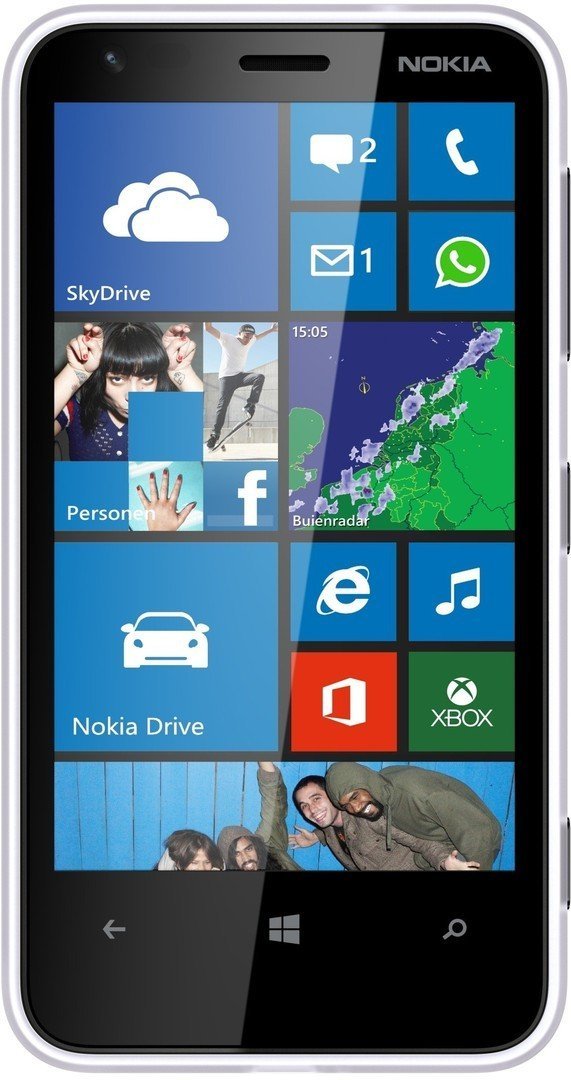 NOKIA
2
SkyDrive
1
15:05
Personen
f
Buienradar
Nokia Drive
XBOX